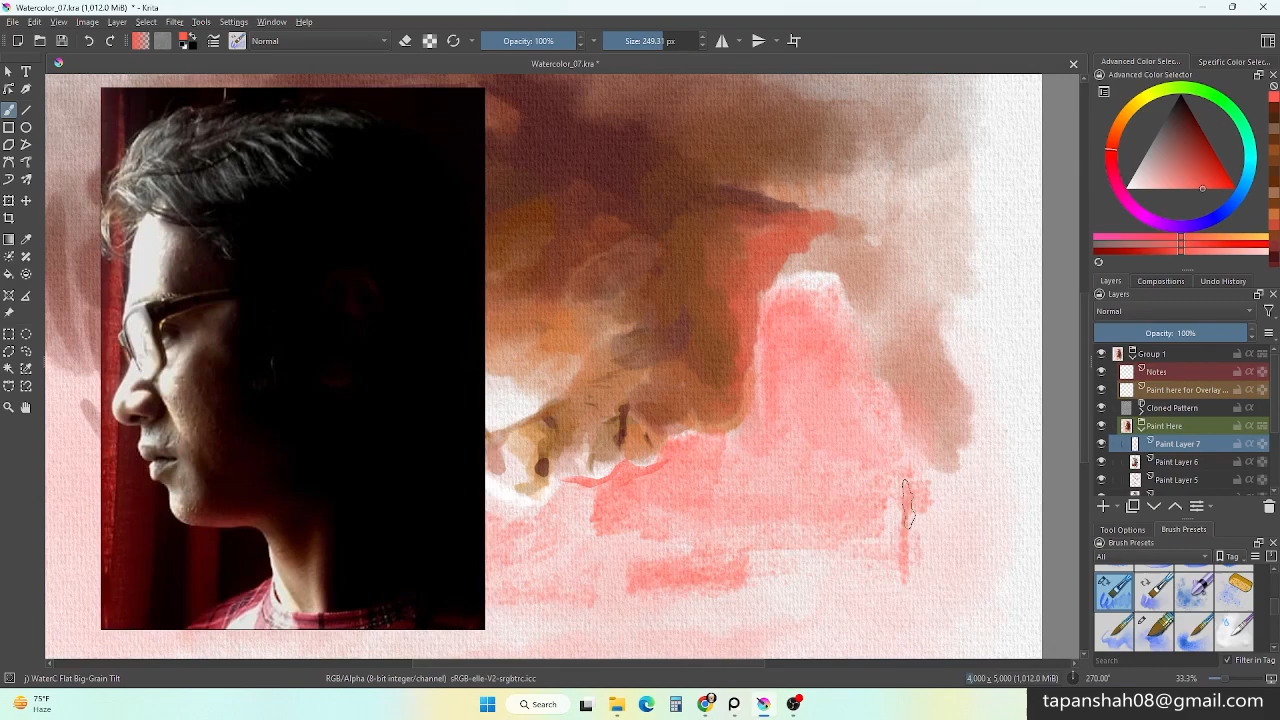 Watercolor_07.kra (1,012.0 MiB) * - Krita
File Edit View Image Layer Select Filter Tools Settings Window Help
Normal
Opacity: 100%
Size: 249.31 px
Watercolor_07.kra *
Advanced Color Selec...
Specific Color Selec...
Advanced Color Selector
Layers
Compositions
Undo History
Layers
Normal
Opacity: 100%
Group 1
Notes
Paint here for Overlay ...
Cloned Pattern
Paint Here
Paint Layer 7
Paint Layer 6
Paint Layer 5
Tool Options
Brush Presets
Brush Presets
All
Tag
Search
Filter in Tag
j) WaterC Flat Big-Grain Tilt
RGB/Alpha (8-bit integer/channel) sRGB-elle-V2-srgbtrc.icc
4,000 x 5,000 (1,012.0 MiB)
270.00°
33.3%
75°F
Haze
Search
tapanshah08@gmail.com